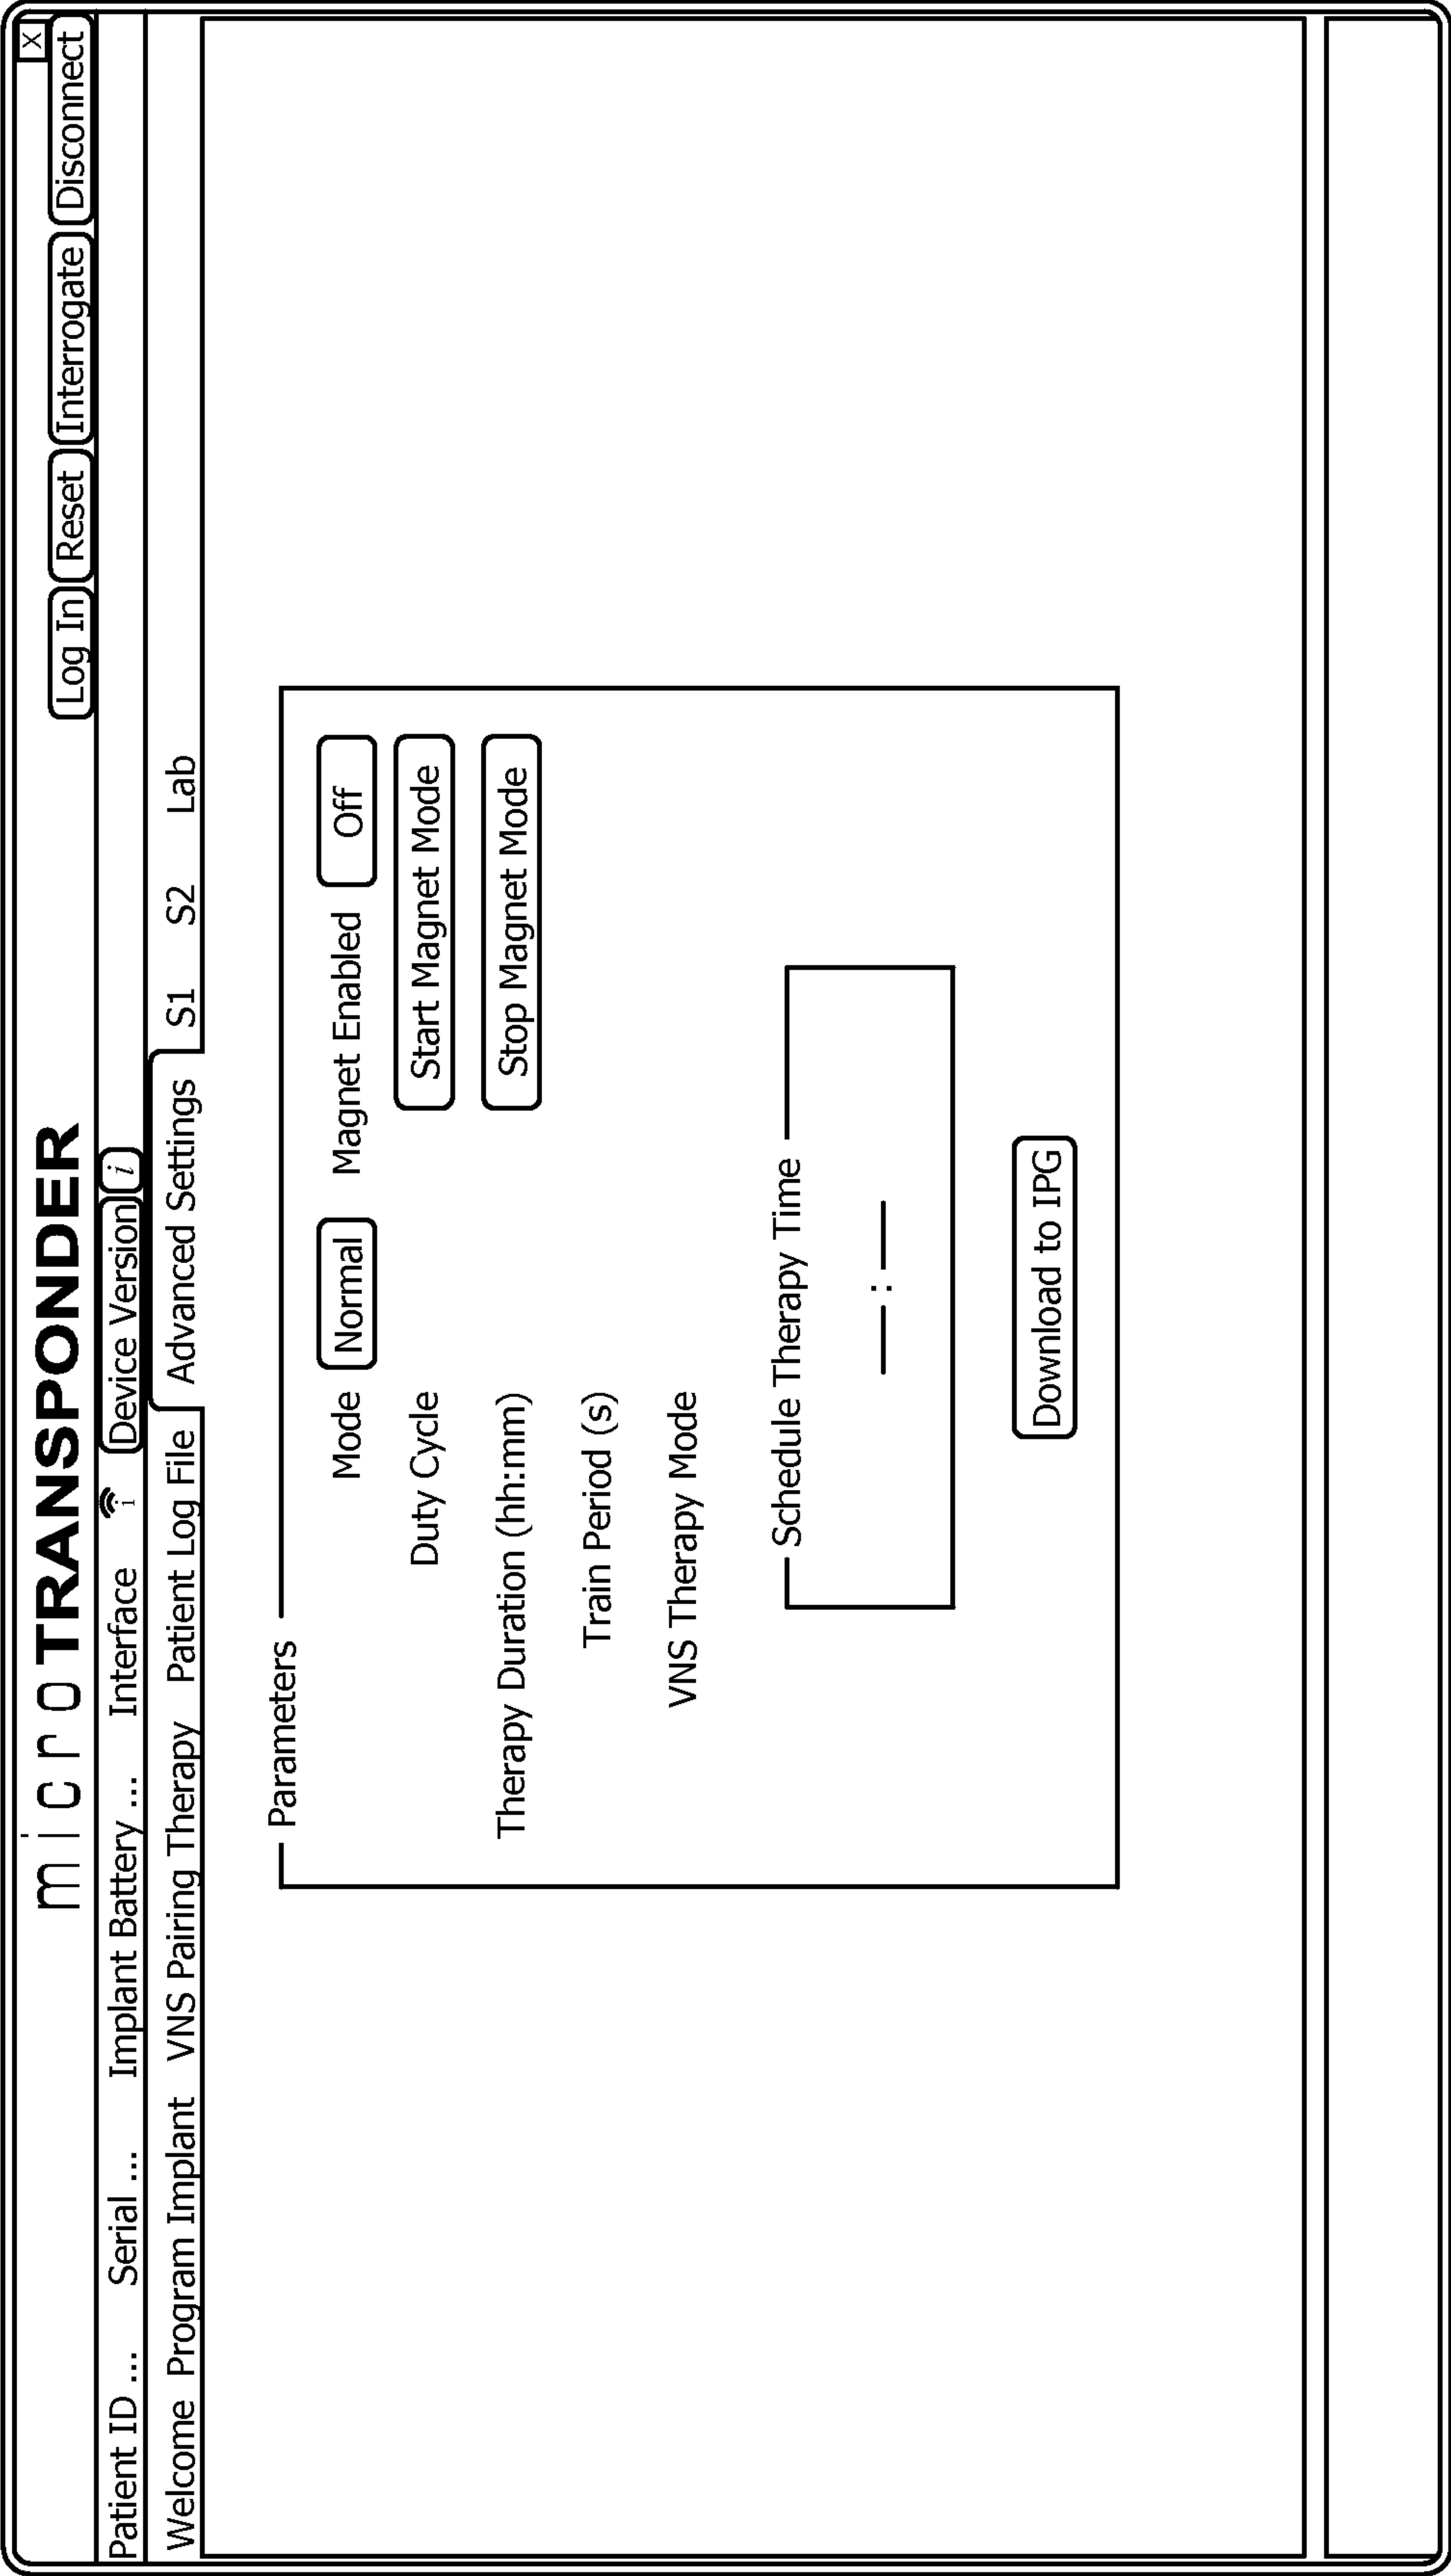 X
microTRANSPONDER
Log In Reset Interrogate Disconnect
Patient ID ... Serial ... Implant Battery ... Interface i Device Version i
Welcome Program Implant VNS Pairing Therapy Patient Log File Advanced Settings S1 S2 Lab
Parameters
Mode Normal Magnet Enabled Off
Duty Cycle Start Magnet Mode
Therapy Duration (hh:mm) Stop Magnet Mode
Train Period (s)
VNS Therapy Mode
Schedule Therapy Time
— : —
Download to IPG